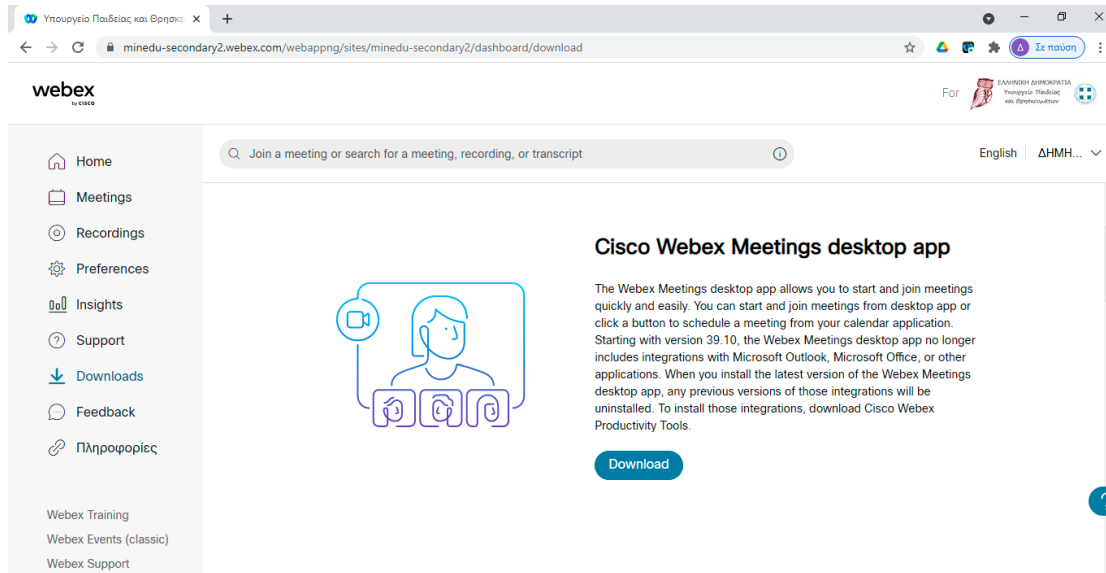 Υπουργείο Παιδείας και Θρησκε
minedu-secondary2.webex.com/webappng/sites/minedu-secondary2/dashboard/download
Δ Σε παύση
webex
by CISCO
For
ΕΛΛΗΝΙΚΗ ΔΗΜΟΚΡΑΤΙΑ
Υπουργείο Παιδείας
και Θρησκευμάτων
Join a meeting or search for a meeting, recording, or transcript
English
ΔΗΜΗ...
Home
Meetings
Recordings
Preferences
Insights
Support
Downloads
Feedback
Πληροφορίες
Webex Training
Webex Events (classic)
Webex Support
Cisco Webex Meetings desktop app
The Webex Meetings desktop app allows you to start and join meetings
quickly and easily. You can start and join meetings from desktop app or
click a button to schedule a meeting from your calendar application.
Starting with version 39.10, the Webex Meetings desktop app no longer
includes integrations with Microsoft Outlook, Microsoft Office, or other
applications. When you install the latest version of the Webex Meetings
desktop app, any previous versions of those integrations will be
uninstalled. To install those integrations, download Cisco Webex
Productivity Tools.
Download